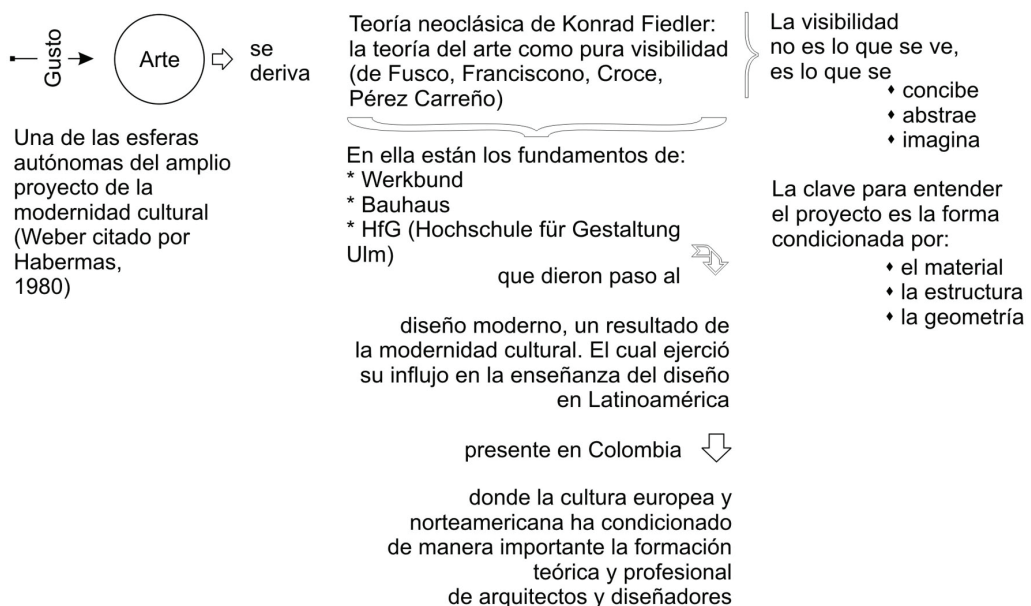 Gusto
Arte
se
deriva
Una de las esferas
autónomas del amplio
proyecto de la
modernidad cultural
(Weber citado por
Habermas,
1980)
Teoría neoclásica de Konrad Fiedler:
la teoría del arte como pura visibilidad
(de Fusco, Franciscono, Croce,
Pérez Carreño)
En ella están los fundamentos de:
* Werkbund
* Bauhaus
* HfG (Hochschule für Gestaltung
Ulm)
que dieron paso al
diseño moderno, un resultado de
la modernidad cultural. El cual ejerció
su influjo en la enseñanza del diseño
en Latinoamérica
presente en Colombia
donde la cultura europea y
norteamericana ha condicionado
de manera importante la formación
teórica y profesional
de arquitectos y diseñadores
La visibilidad
no es lo que se ve,
es lo que se
♦ concibe
♦ abstrae
♦ imagina
La clave para entender
el proyecto es la forma
condicionada por:
♦ el material
♦ la estructura
♦ la geometría